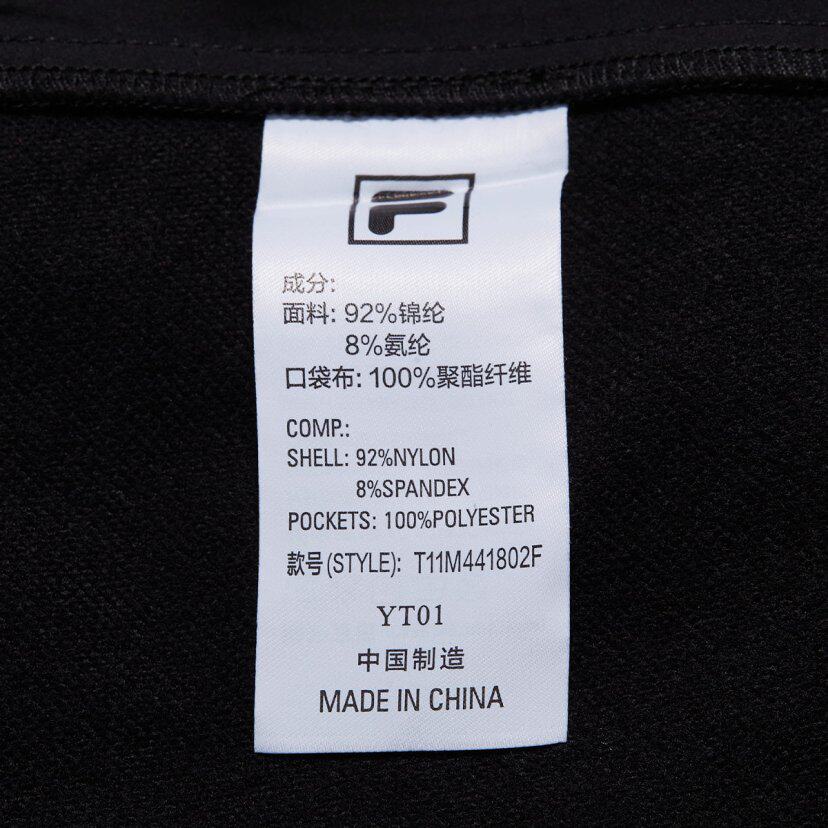 成分:
面料: 92%锦纶
8%氨纶
口袋布: 100%聚酯纤维
COMP.:
SHELL: 92%NYLON
8%SPANDEX
POCKETS: 100%POLYESTER
款号(STYLE): T11M441802F
YT01
中国制造
MADE IN CHINA